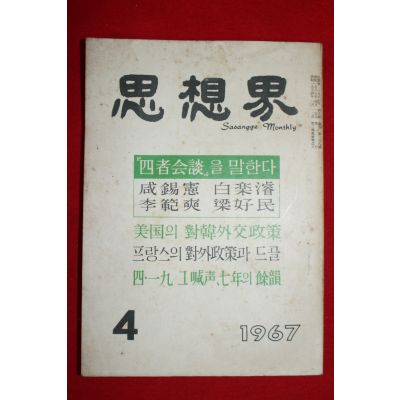 思想界
Sasangge Monthly
『四者会談』을 말한다
咸錫憲 白楽濬
李範奭 梁好民
美国의 對韓外交政策
프랑스의 對外政策과 드골
四·一九 그 喊声、七年의 餘韻
4
1967